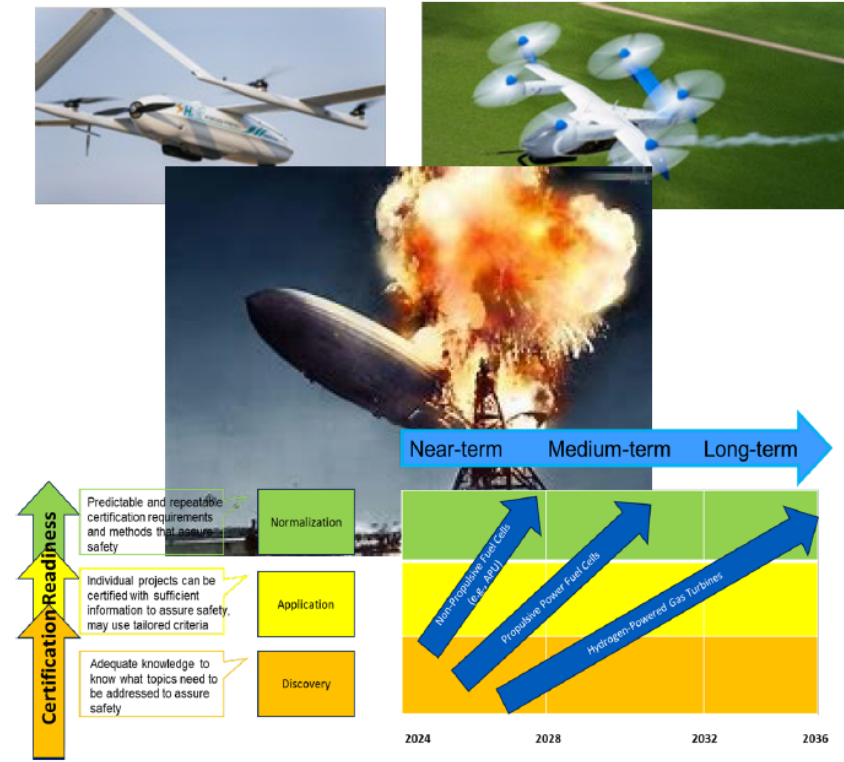 H2
Near-term Medium-term Long-term
Certification Readiness
Predictable and repeatable
certification requirements
and methods that assure
safety
Normalization
Individual projects can be
certified with sufficient
information to assure safety,
may use tailored criteria
Application
Adequate knowledge to
know what topics need to
be addressed to assure
safety
Discovery
Non-Propulsive Fuel Cells
(e.g., APU)
Propulsive Power Fuel Cells
Hydrogen-Powered Gas Turbines
2024 2028 2032 2036